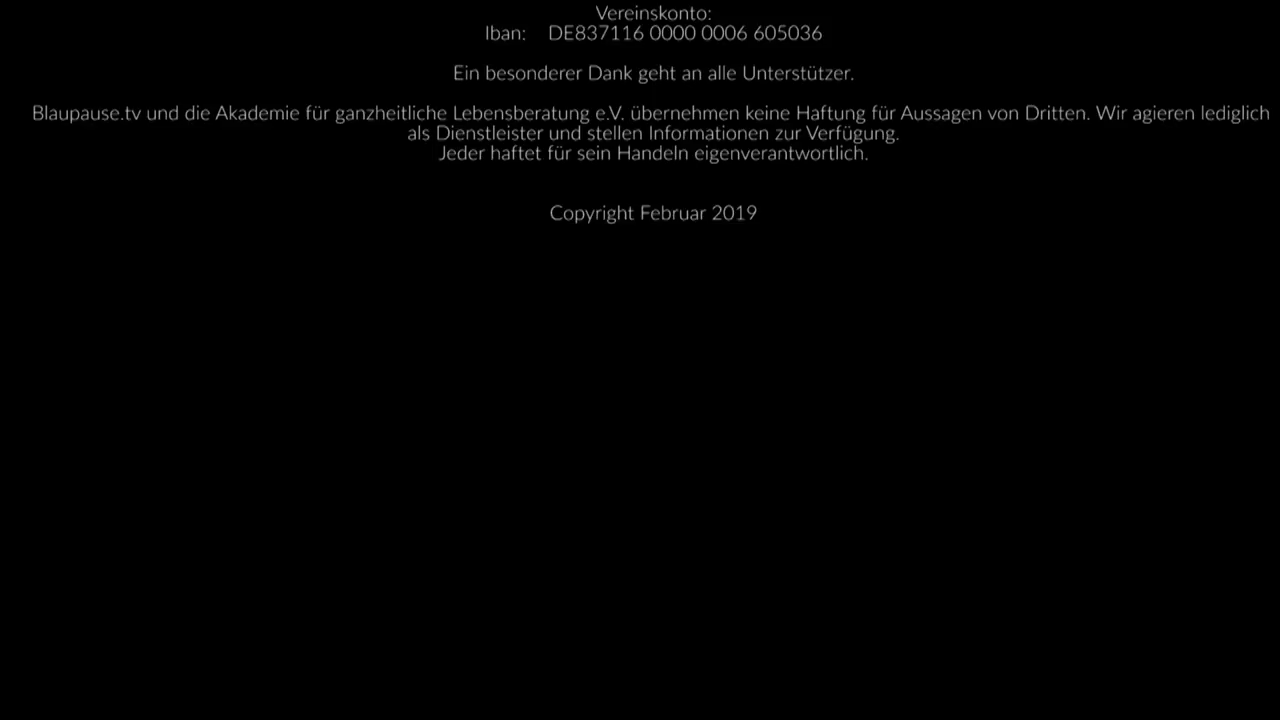 Vereinskonto:
Iban: DE837116 0000 0006 605036
Ein besonderer Dank geht an alle Unterstützer.
Blaupause.tv und die Akademie für ganzheitliche Lebensberatung e.V. übernehmen keine Haftung für Aussagen von Dritten. Wir agieren lediglich
als Dienstleister und stellen Informationen zur Verfügung.
Jeder haftet für sein Handeln eigenverantwortlich.
Copyright Februar 2019